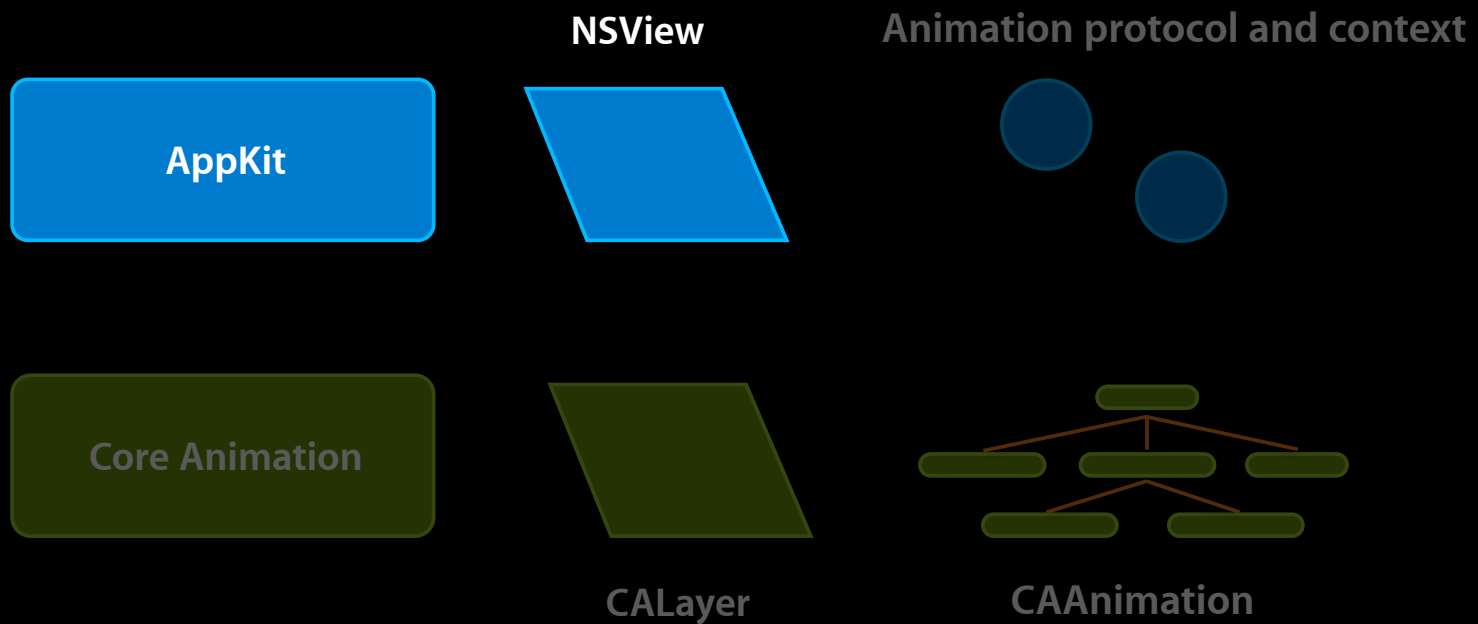 NSView
Animation protocol and context
AppKit
Core Animation
CALayer
CAAnimation